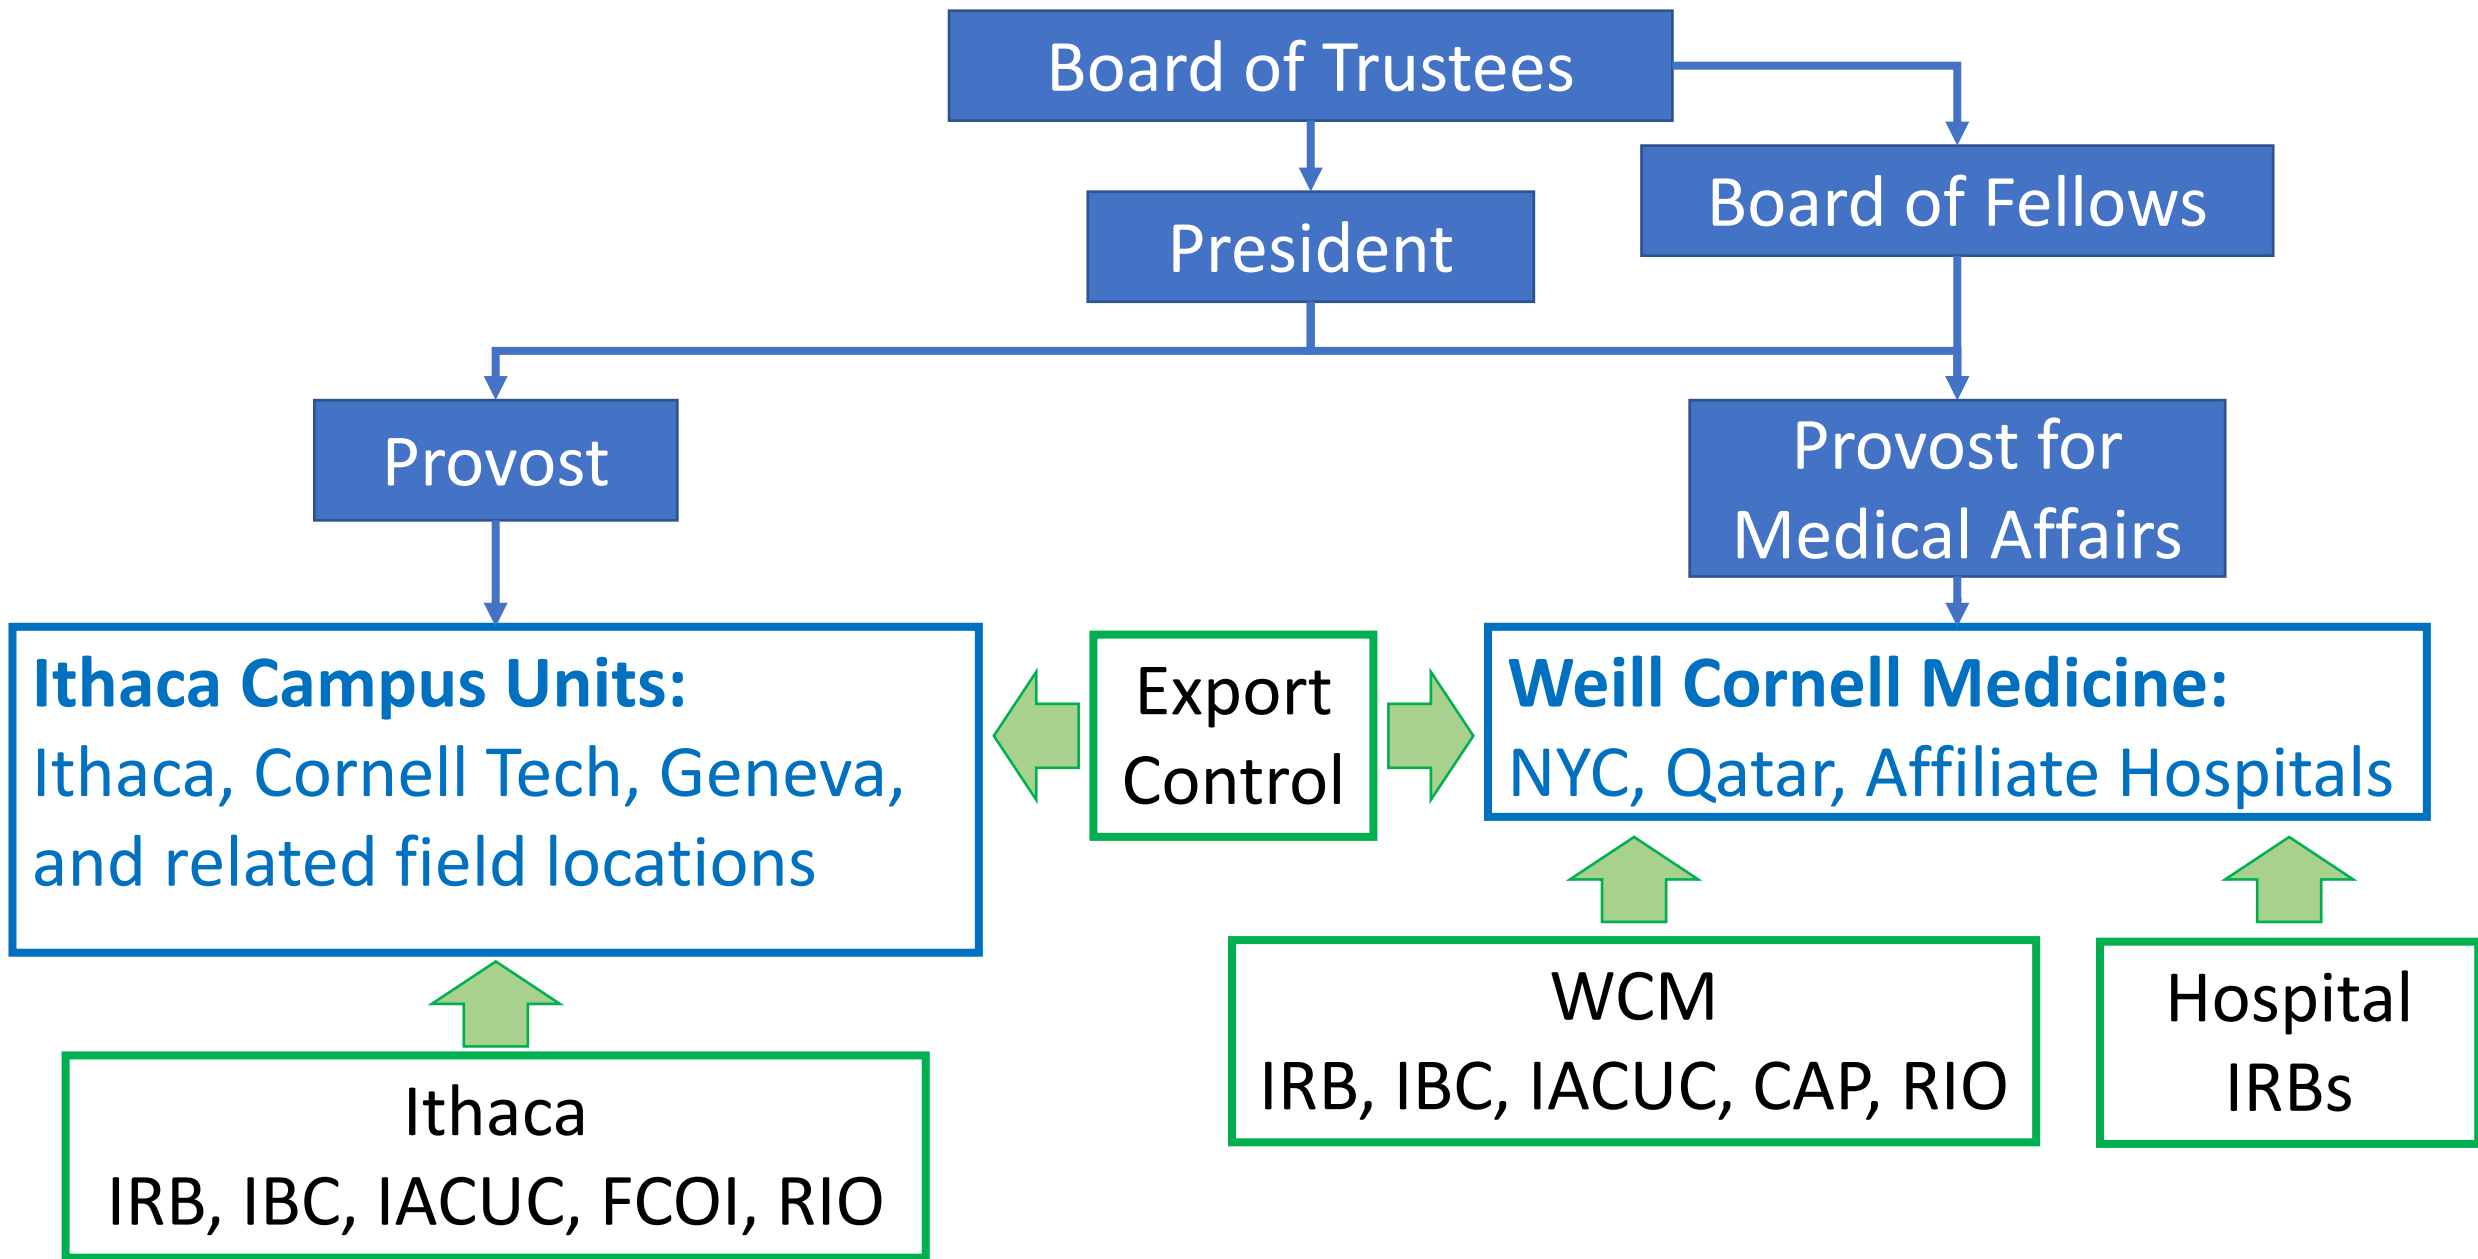 Board of Trustees
Board of Fellows
President
Provost
Provost for
Medical Affairs
Ithaca Campus Units:
Ithaca, Cornell Tech, Geneva,
and related field locations
Export
Control
Weill Cornell Medicine:
NYC, Qatar, Affiliate Hospitals
WCM
IRB, IBC, IACUC, CAP, RIO
Hospital
IRBs
Ithaca
IRB, IBC, IACUC, FCOI, RIO